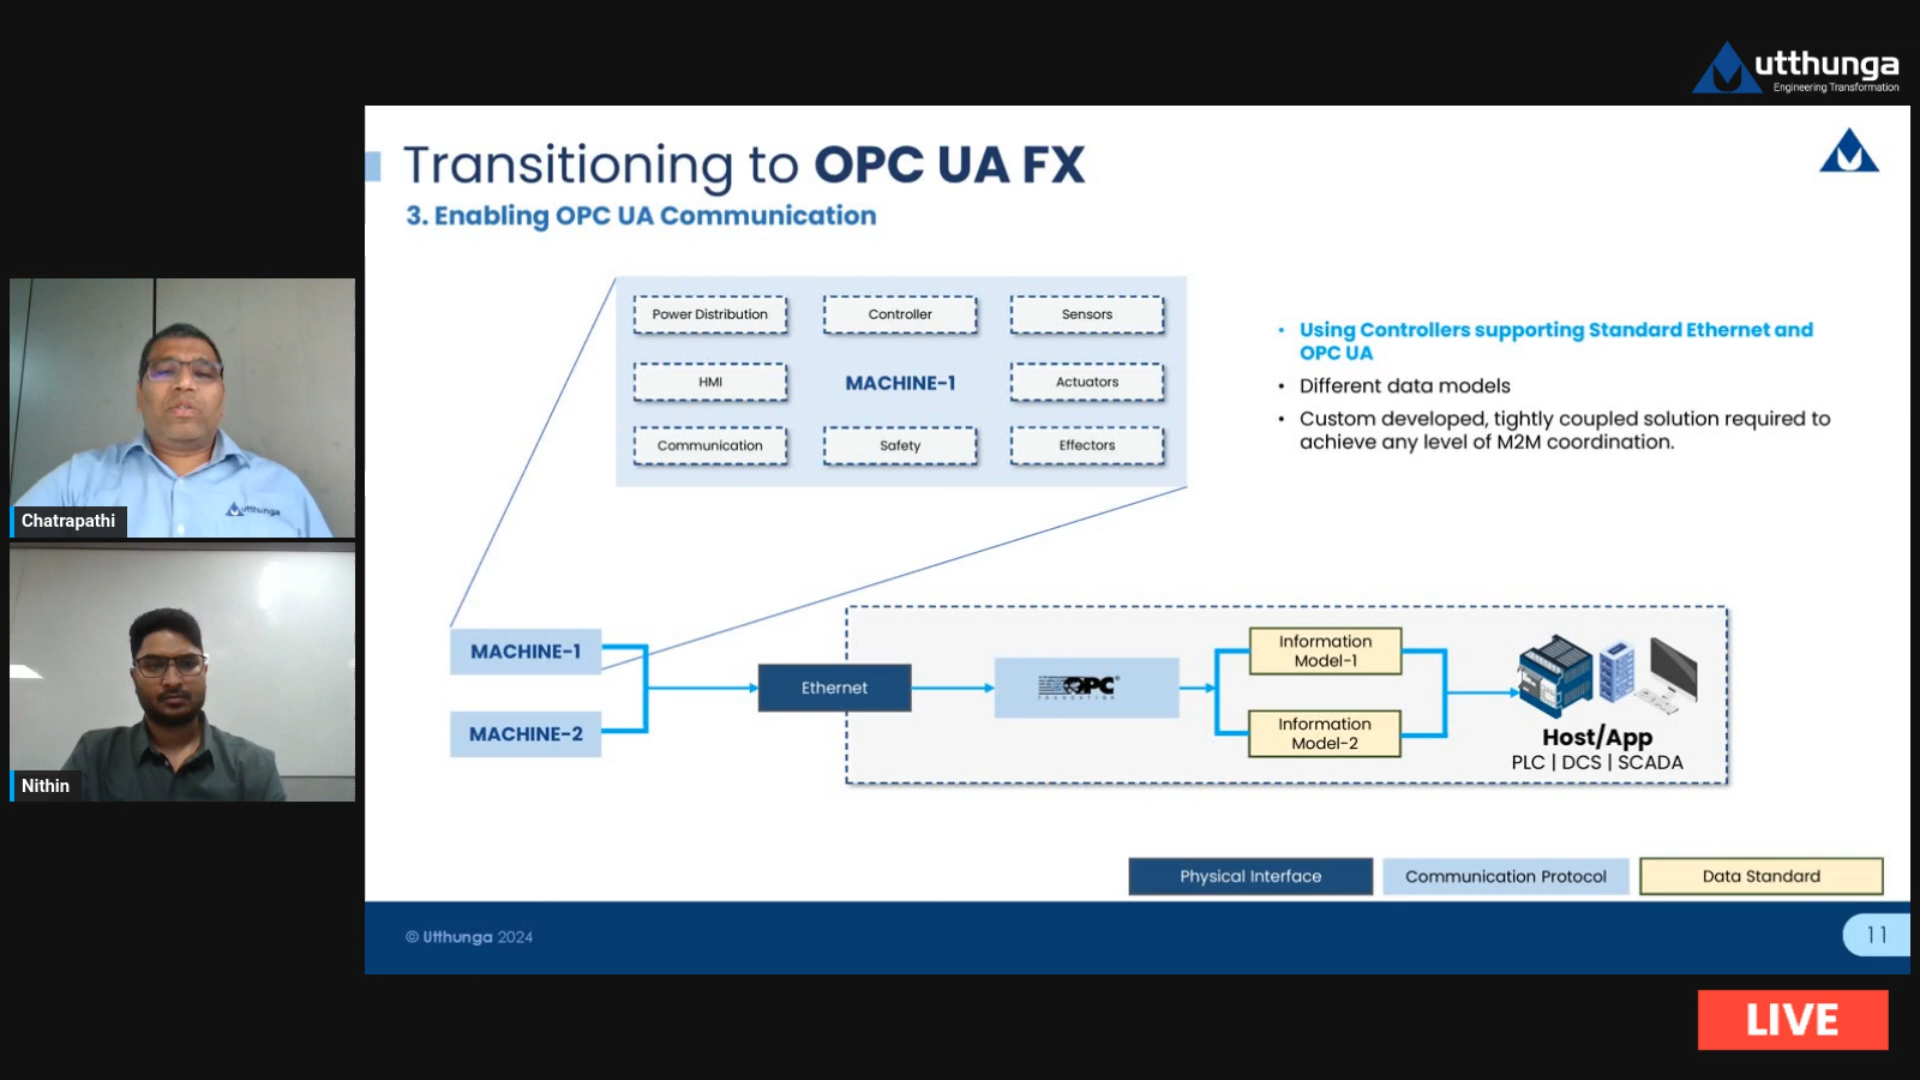 utthunga
Engineering Transformation
Transitioning to OPC UA FX
3. Enabling OPC UA Communication
Power Distribution
Controller
Sensors
HMI
MACHINE-1
Actuators
Communication
Safety
Effectors
• Using Controllers supporting Standard Ethernet and
OPC UA
• Different data models
• Custom developed, tightly coupled solution required to
achieve any level of M2M coordination.
utthunga
Chatrapathi
Nithin
MACHINE-1
MACHINE-2
Ethernet
OPC
Information
Model-1
Information
Model-2
Host/App
PLC | DCS | SCADA
Physical Interface
Communication Protocol
Data Standard
© Utthunga 2024
11
LIVE